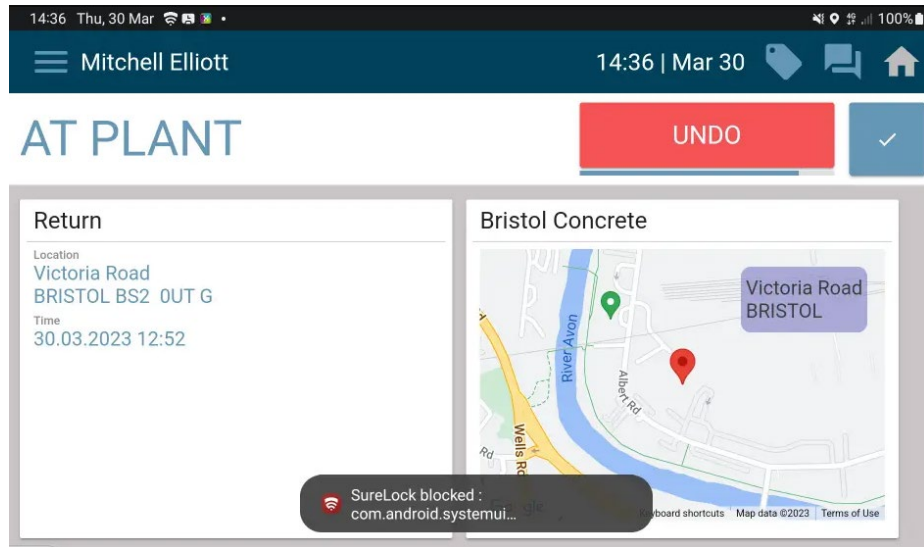 14:36 Thu, 30 Mar
100%
Mitchell Elliott
14:36 | Mar 30
AT PLANT
UNDO
Return
Location
Victoria Road
BRISTOL BS2 0UT G
Time
30.03.2023 12:52
Bristol Concrete
Victoria Road
BRISTOL
River Avon
Albert Rd
Wells Rd
Rd
SureLock blocked :
com.android.systemui...
gle
yboard shortcuts
Map data ©2023
Terms of Use